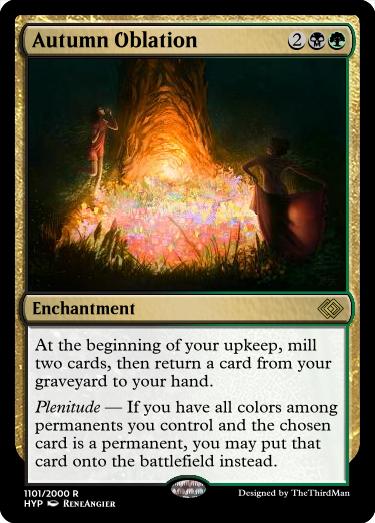 Autumn Oblation 2
Enchantment
At the beginning of your upkeep, mill
two cards, then return a card from your
graveyard to your hand.
Plenitude — If you have all colors among
permanents you control and the chosen
card is a permanent, you may put that
card onto the battlefield instead.
1101/2000 R
HYP ReneAngier
Designed by TheThirdMan